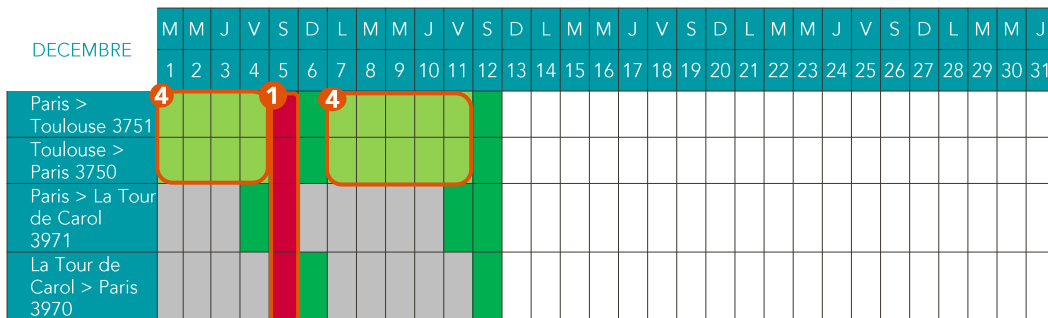 M M J V S D L M M J V S D L M M J V S D L M M J V S D L M M J
DECEMBRE
1 2 3 4 5 6 7 8 9 10 11 12 13 14 15 16 17 18 19 20 21 22 23 24 25 26 27 28 29 30 31
4 1 4
Paris >
Toulouse 3751
Toulouse >
Paris 3750
Paris > La Tour
de Carol
3971
La Tour de
Carol > Paris
3970